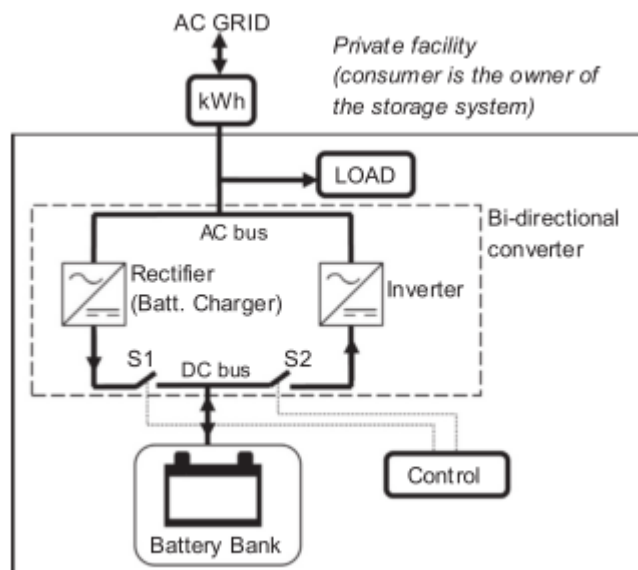 AC GRID
Private facility
(consumer is the owner of
the storage system)
kWh
LOAD
AC bus
Bi-directional
converter
Rectifier
(Batt. Charger)
Inverter
S1
DC bus
S2
Control
Battery Bank